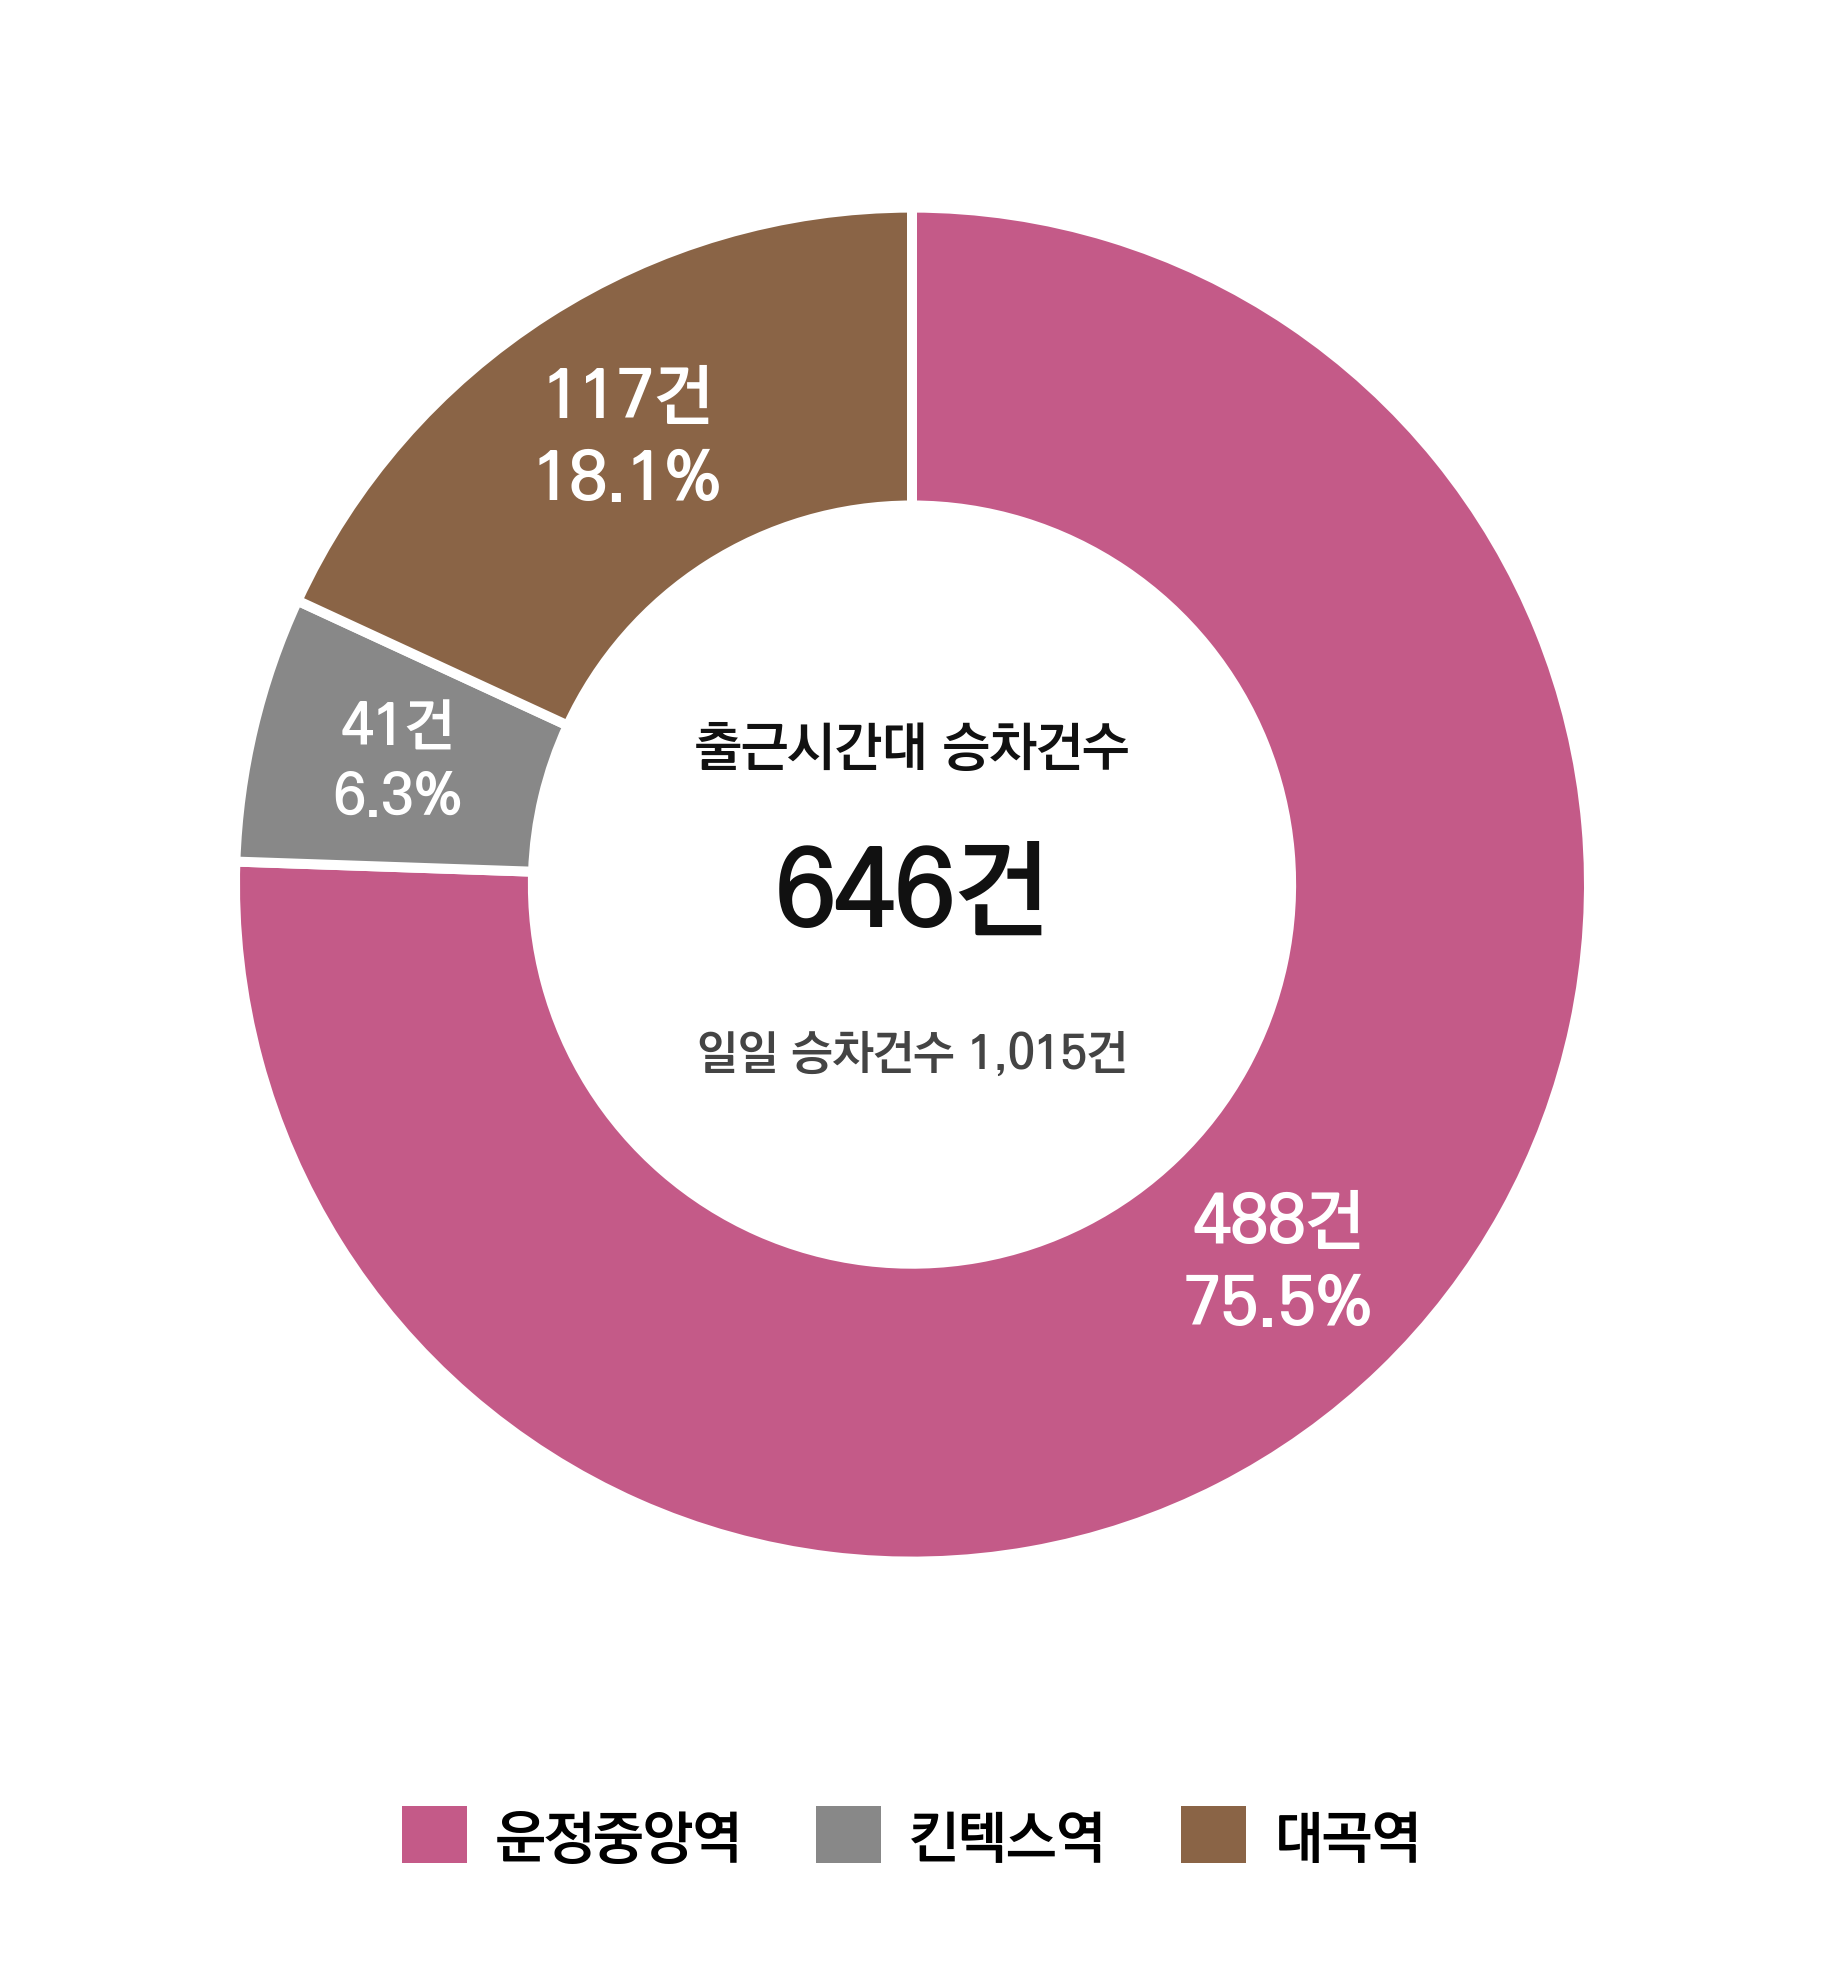 117건
18.1%
41건
6.3%
출근시간대 승차건수
646건
일일 승차건수 1,015건
488건
75.5%
운정중앙역 킨텍스역 대곡역